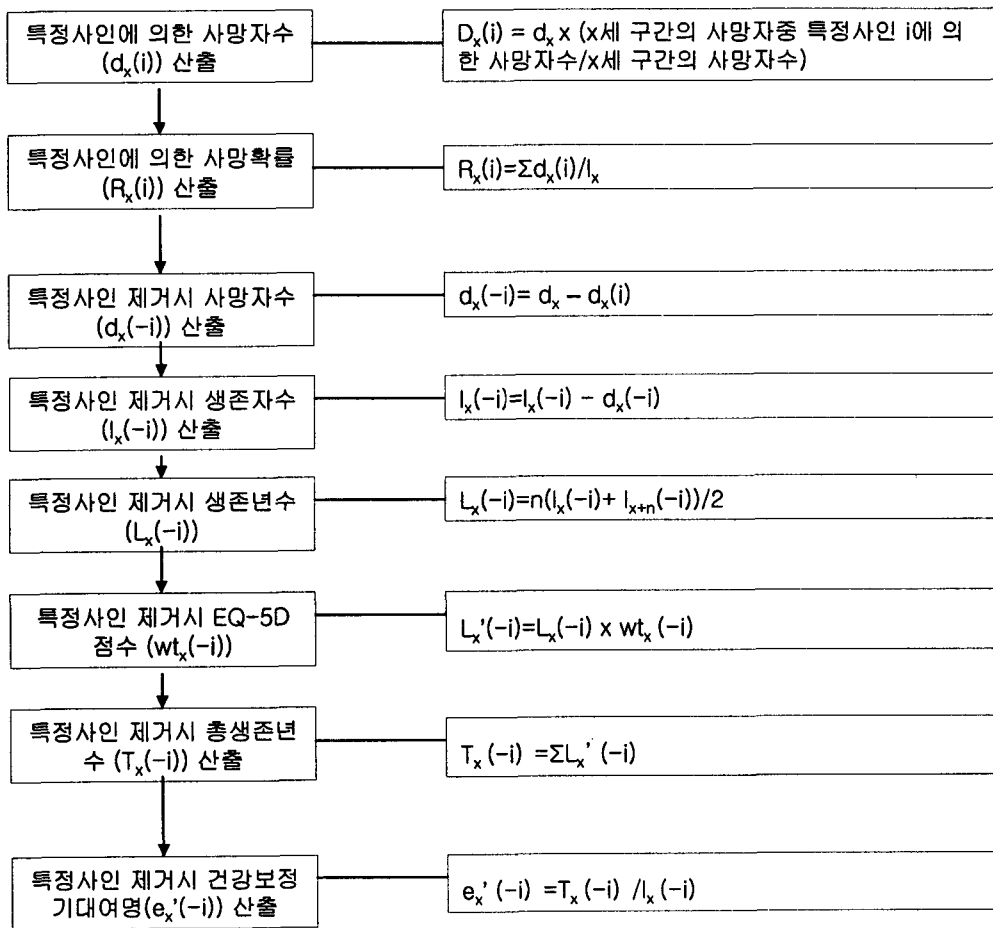 특정사인에 의한 사망자수
(dₓ(i)) 산출
Dₓ(i) = dₓ x (x세 구간의 사망자중 특정사인 i에 의
한 사망자수/x세 구간의 사망자수)
특정사인에 의한 사망확률
(Rₓ(i)) 산출
Rₓ(i)=Σdₓ(i)/lₓ
특정사인 제거시 사망자수
(dₓ(-i)) 산출
dₓ(-i)= dₓ – dₓ(i)
특정사인 제거시 생존자수
(lₓ(-i)) 산출
lₓ(-i)=lₓ(-i) – dₓ(-i)
특정사인 제거시 생존년수
(Lₓ(-i))
Lₓ(-i)=n(lₓ(-i)+ lₓ₊ₙ(-i))/2
특정사인 제거시 EQ-5D
점수 (wtₓ(-i))
Lₓ'(-i)=Lₓ(-i) x wtₓ (-i)
특정사인 제거시 총생존년
수 (Tₓ(-i)) 산출
Tₓ (-i) =ΣLₓ' (-i)
특정사인 제거시 건강보정
기대여명(eₓ'(-i)) 산출
eₓ' (-i) =Tₓ (-i) /lₓ (-i)